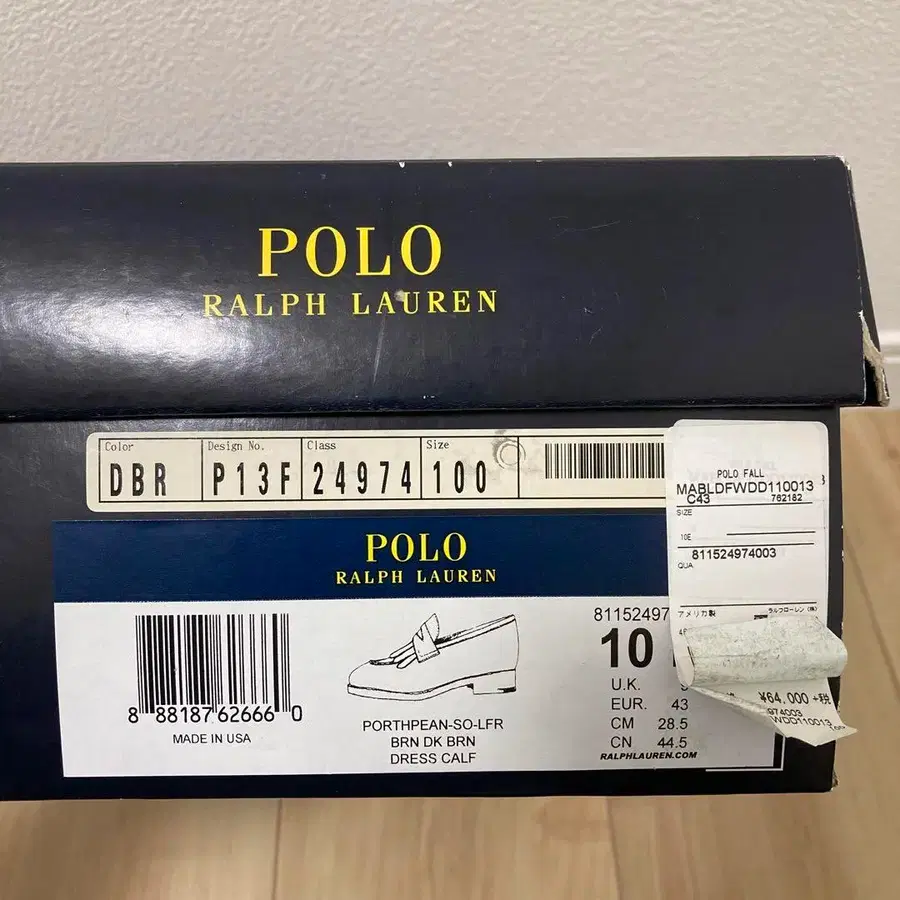 POLO
RALPH LAUREN
Color Design No. Class Size
DBR P13F 24974 100
POLO
RALPH LAUREN
8 88187 62666 0
MADE IN USA
PORTHPEAN-SO-LFR
BRN DK BRN
DRESS CALF
81152497
10
U.K.
EUR. 43
CM 28.5
CN 44.5
RALPHLAUREN.COM
POLO FALL
MABLDFWDD110013
C43 762182
SIZE
10E
811524974003
QUA
アメリカ製 ラルフローレン(株)
¥64,000+税
974003
WDD110013